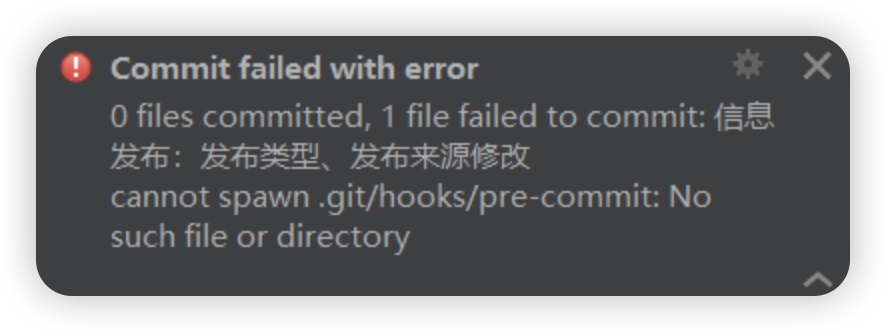 Commit failed with error
0 files committed, 1 file failed to commit: 信息
发布：发布类型、发布来源修改
cannot spawn .git/hooks/pre-commit: No
such file or directory